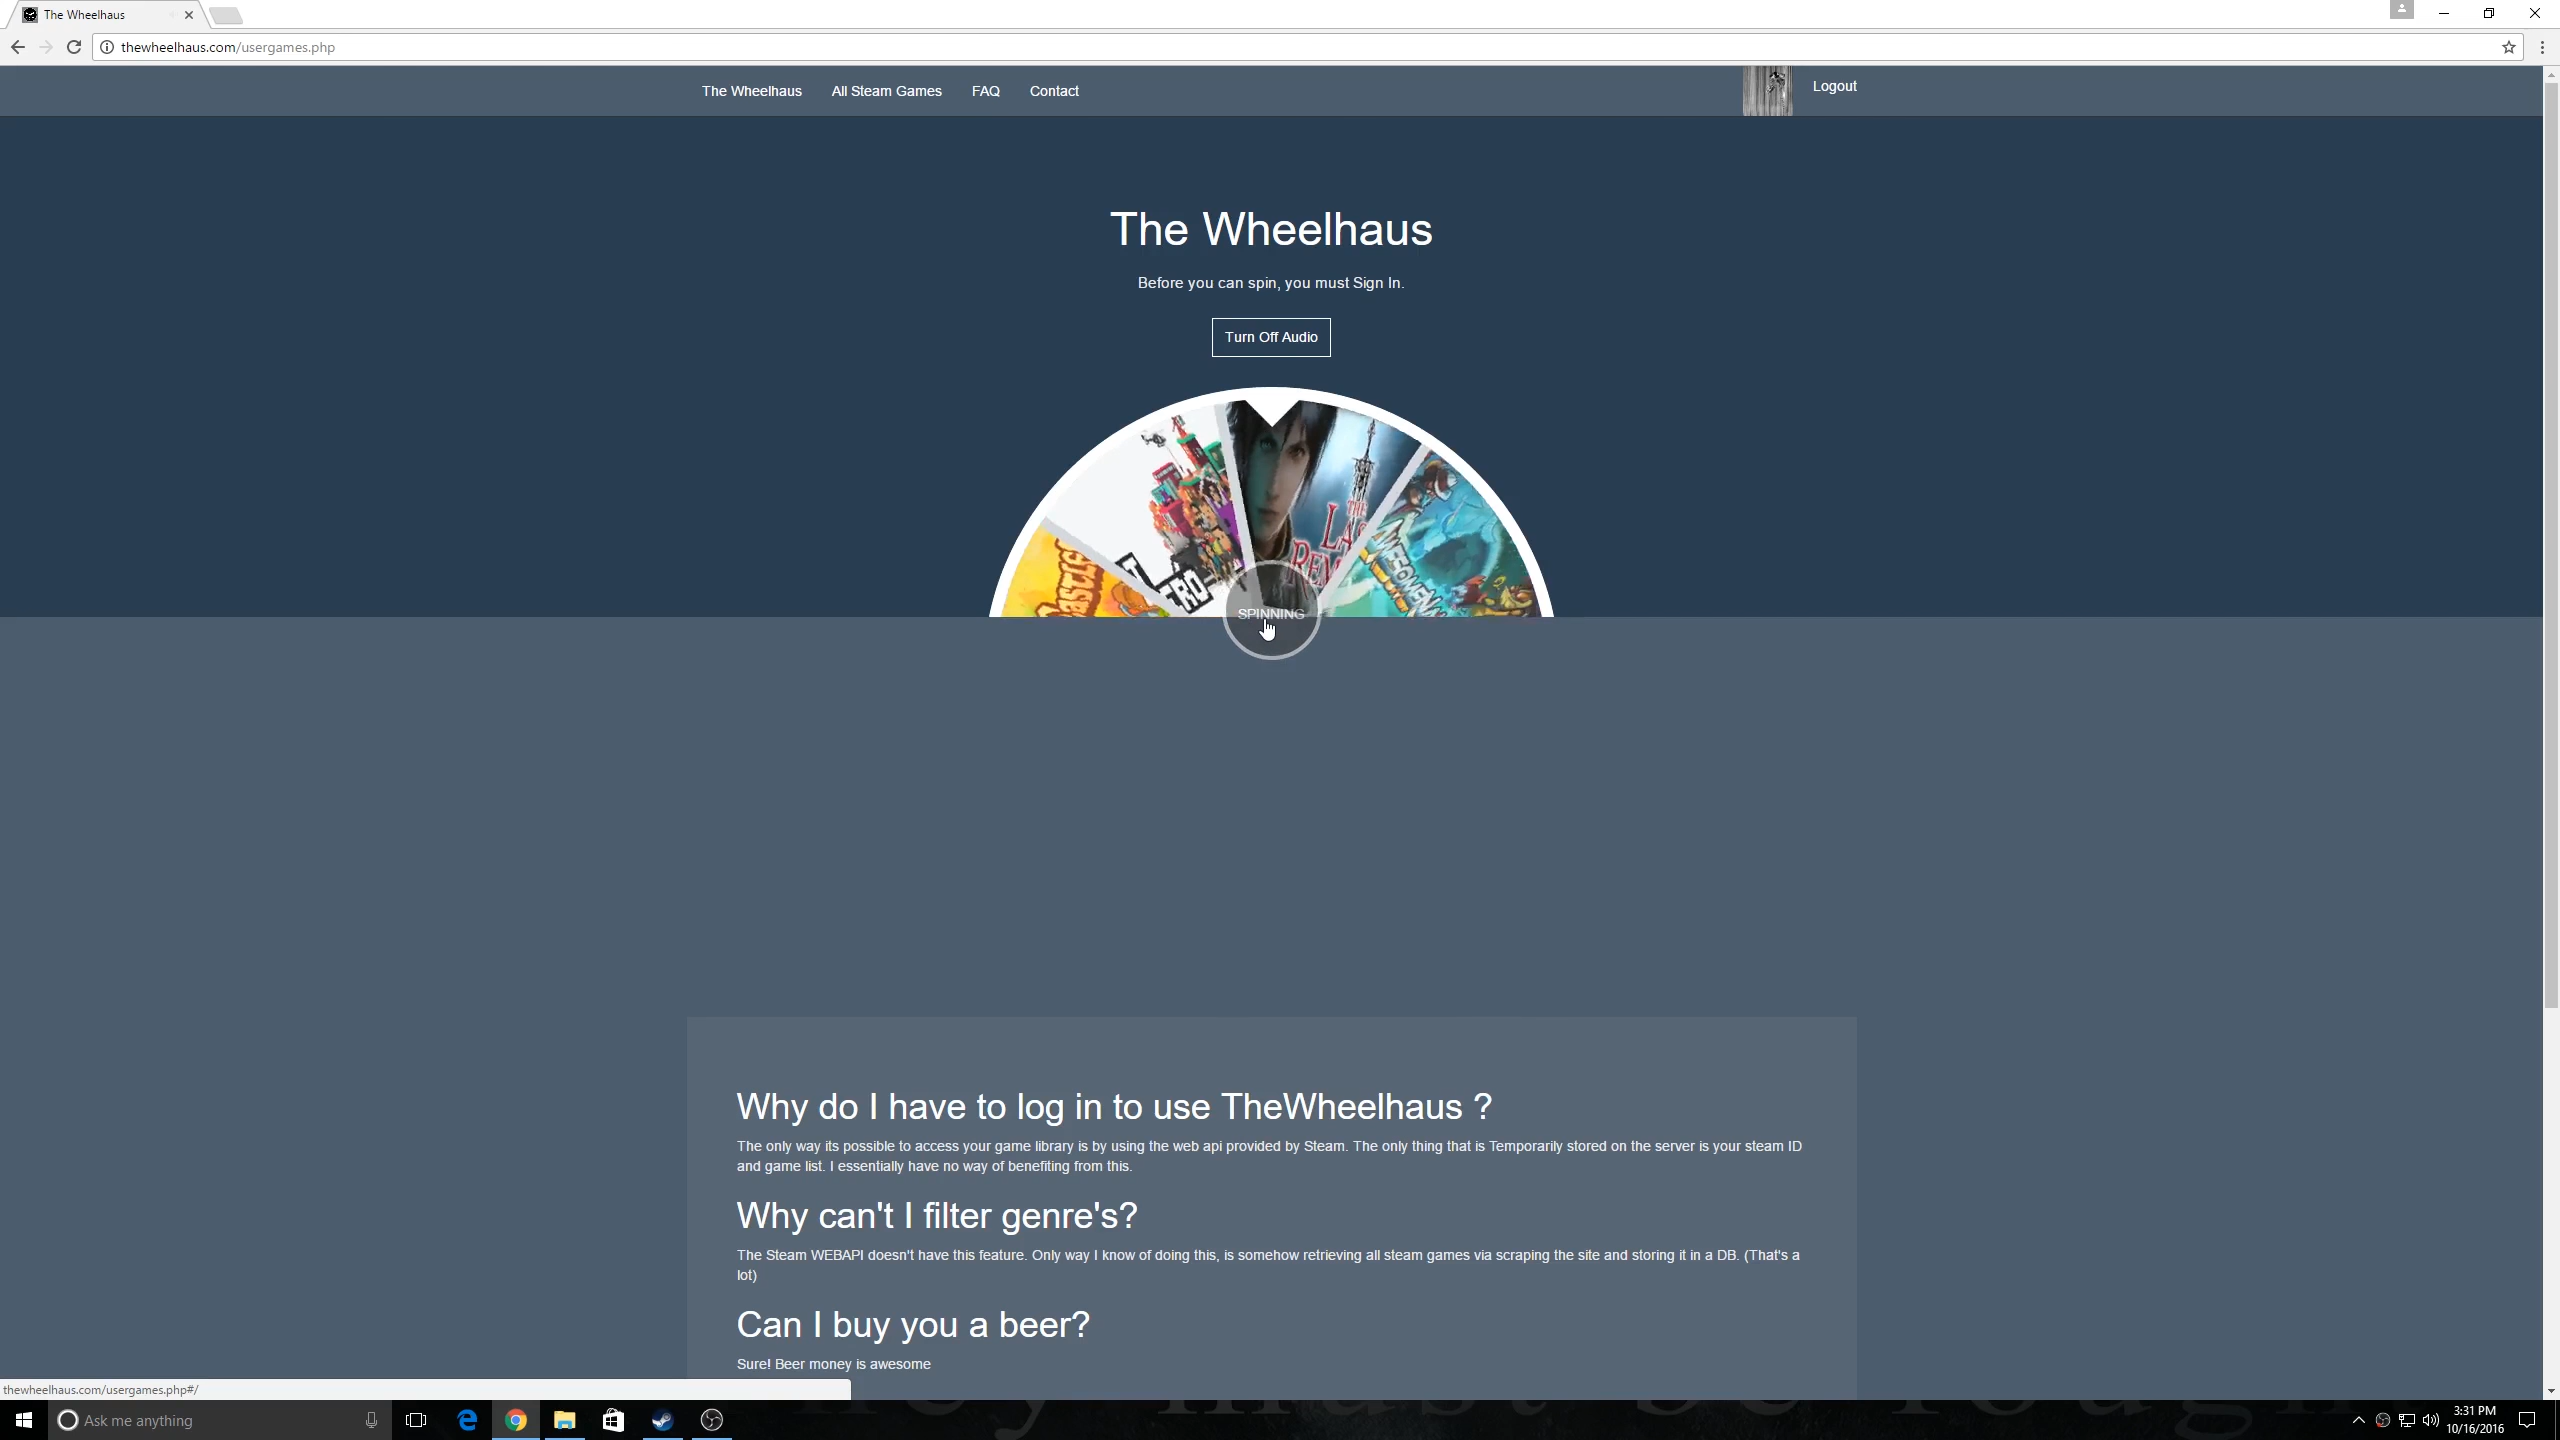 The Wheelhaus
thewheelhaus.com/usergames.php
The Wheelhaus All Steam Games FAQ Contact Logout
The Wheelhaus
Before you can spin, you must Sign In.
Turn Off Audio
THE
REM
SPINNING
Why do I have to log in to use TheWheelhaus ?
The only way its possible to access your game library is by using the web api provided by Steam. The only thing that is Temporarily stored on the server is your steam ID
and game list. I essentially have no way of benefiting from this.
Why can't I filter genre's?
The Steam WEBAPI doesn't have this feature. Only way I know of doing this, is somehow retrieving all steam games via scraping the site and storing it in a DB. (That's a
lot)
Can I buy you a beer?
Sure! Beer money is awesome
thewheelhaus.com/usergames.php#/
Ask me anything
3:31 PM
10/16/2016